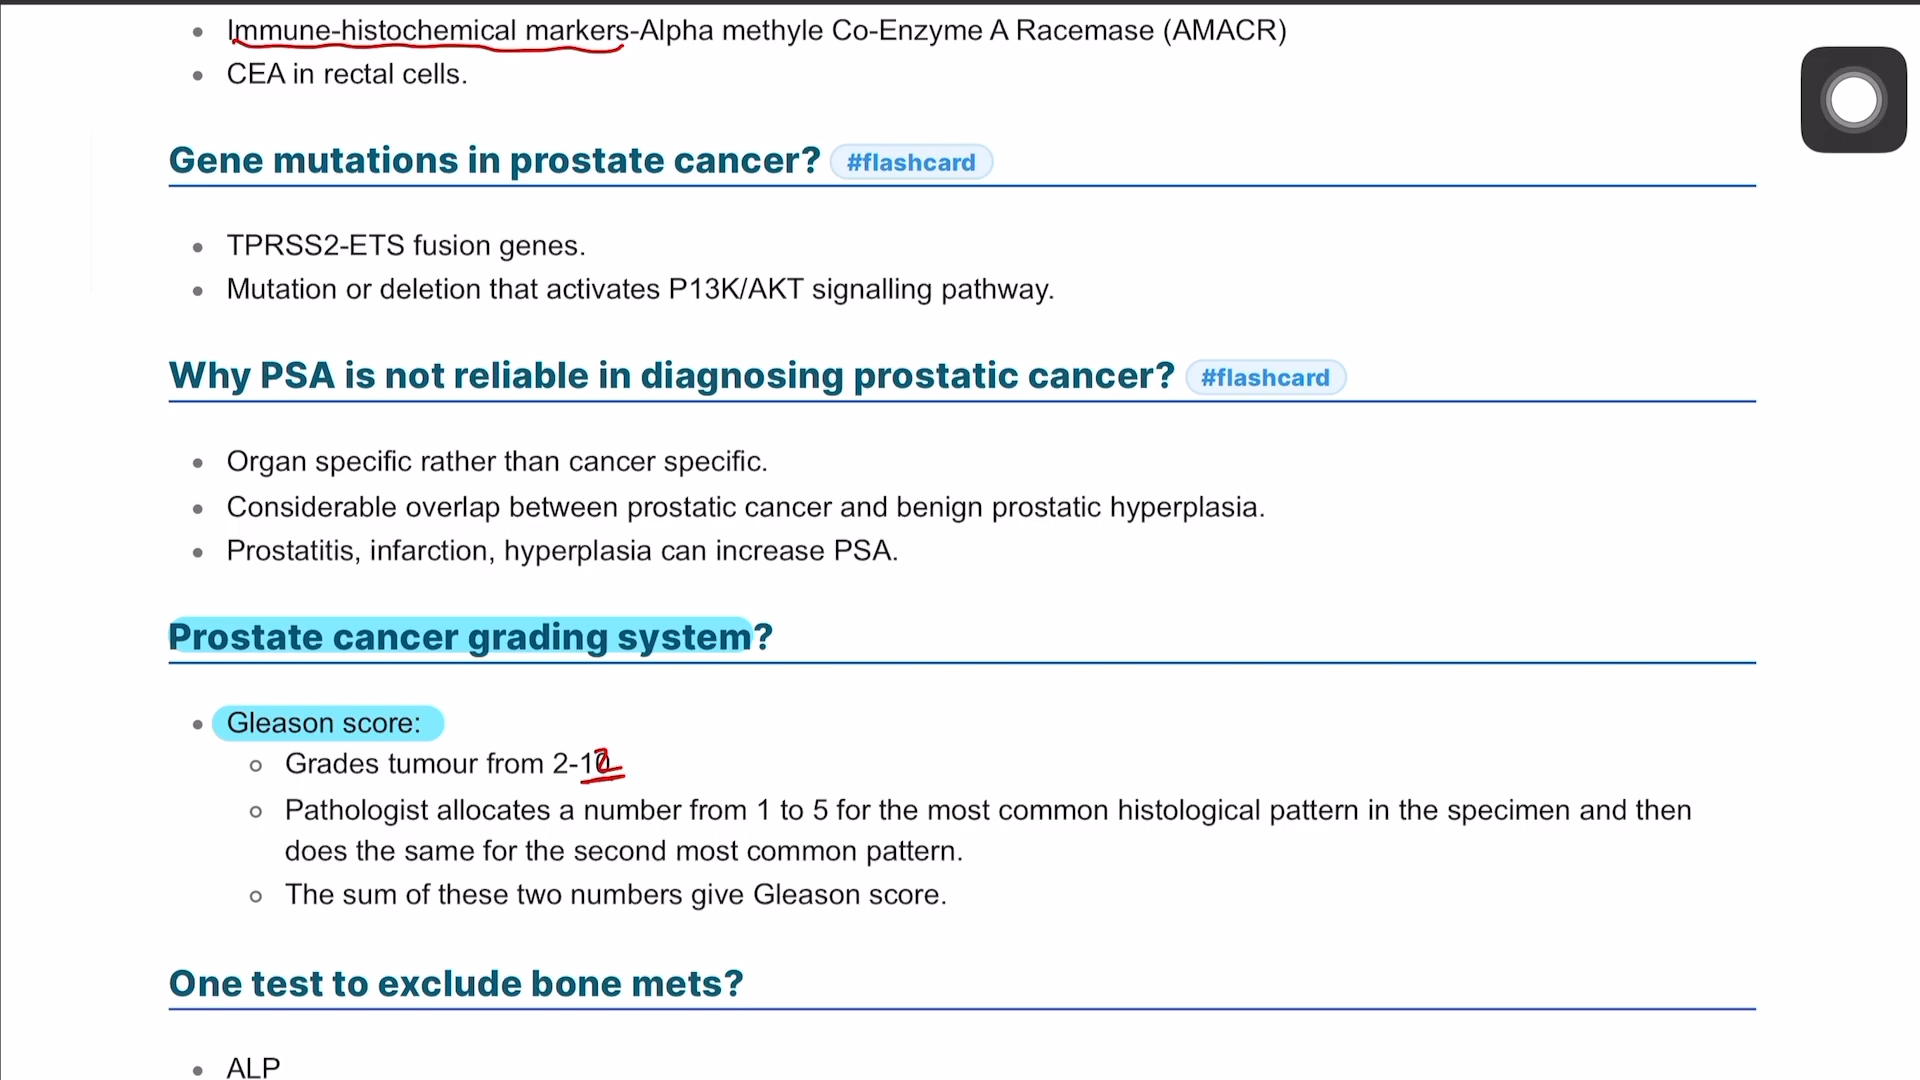 Immune-histochemical markers-Alpha methyle Co-Enzyme A Racemase (AMACR)
CEA in rectal cells.
Gene mutations in prostate cancer? #flashcard
TPRSS2-ETS fusion genes.
Mutation or deletion that activates P13K/AKT signalling pathway.
Why PSA is not reliable in diagnosing prostatic cancer? #flashcard
Organ specific rather than cancer specific.
Considerable overlap between prostatic cancer and benign prostatic hyperplasia.
Prostatitis, infarction, hyperplasia can increase PSA.
Prostate cancer grading system?
Gleason score:
Grades tumour from 2-10
Pathologist allocates a number from 1 to 5 for the most common histological pattern in the specimen and then
does the same for the second most common pattern.
The sum of these two numbers give Gleason score.
One test to exclude bone mets?
ALP